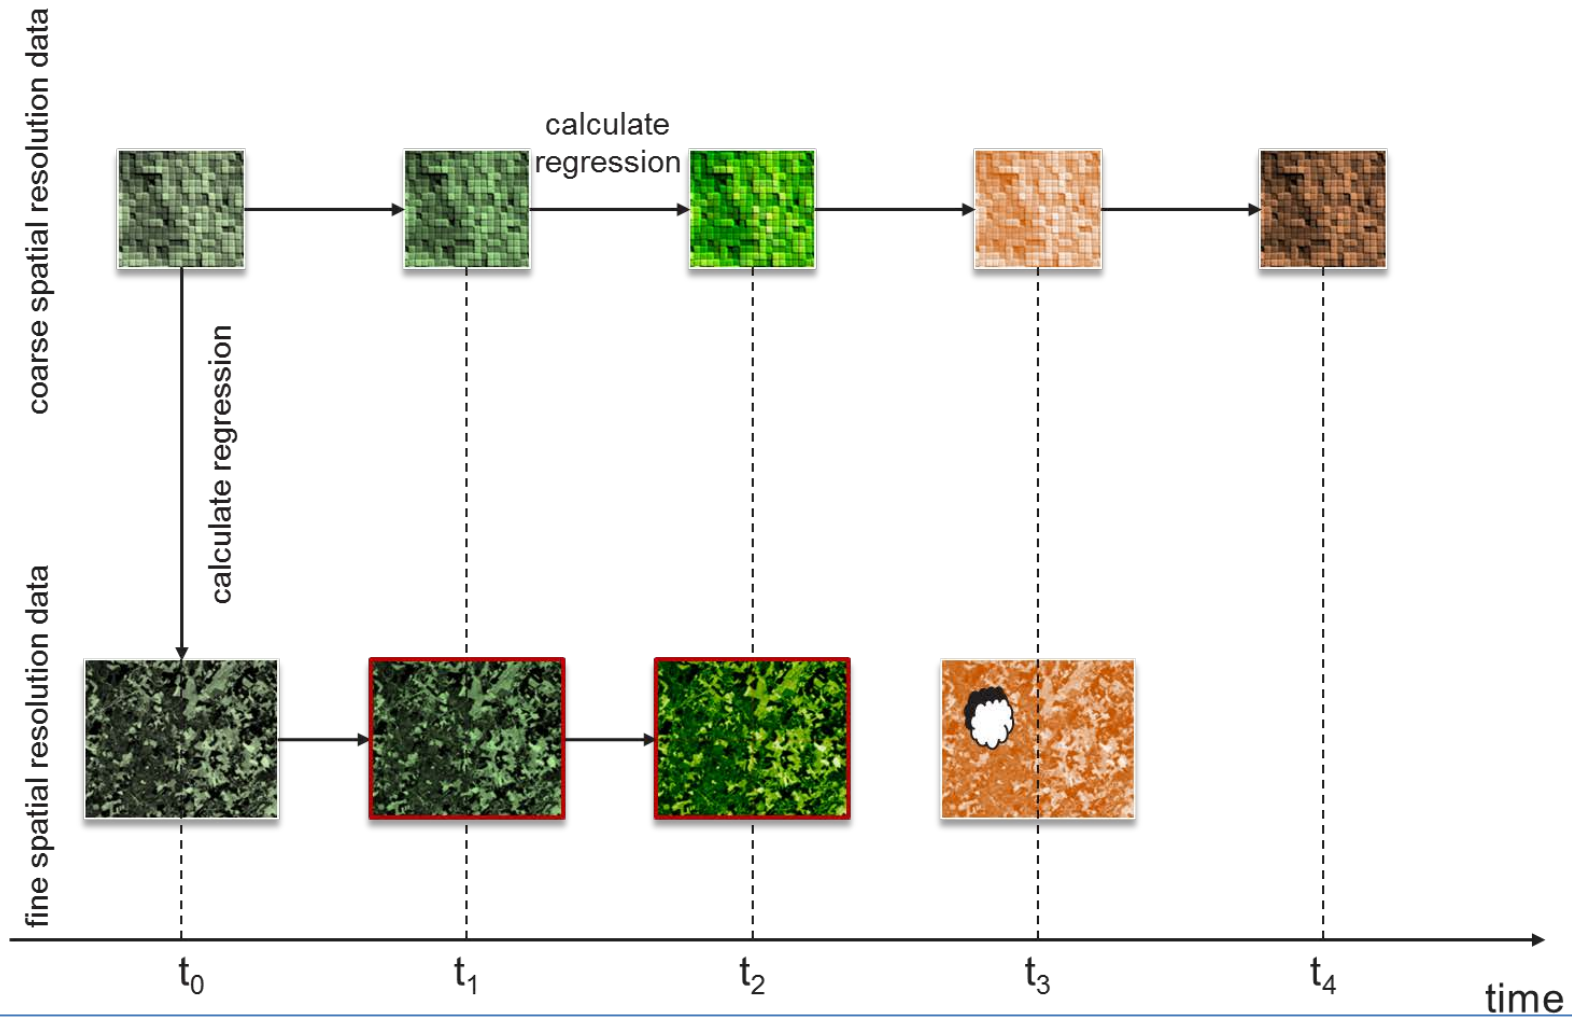 coarse spatial resolution data
calculate
regression
calculate regression
fine spatial resolution data
t0
t1
t2
t3
t4
time